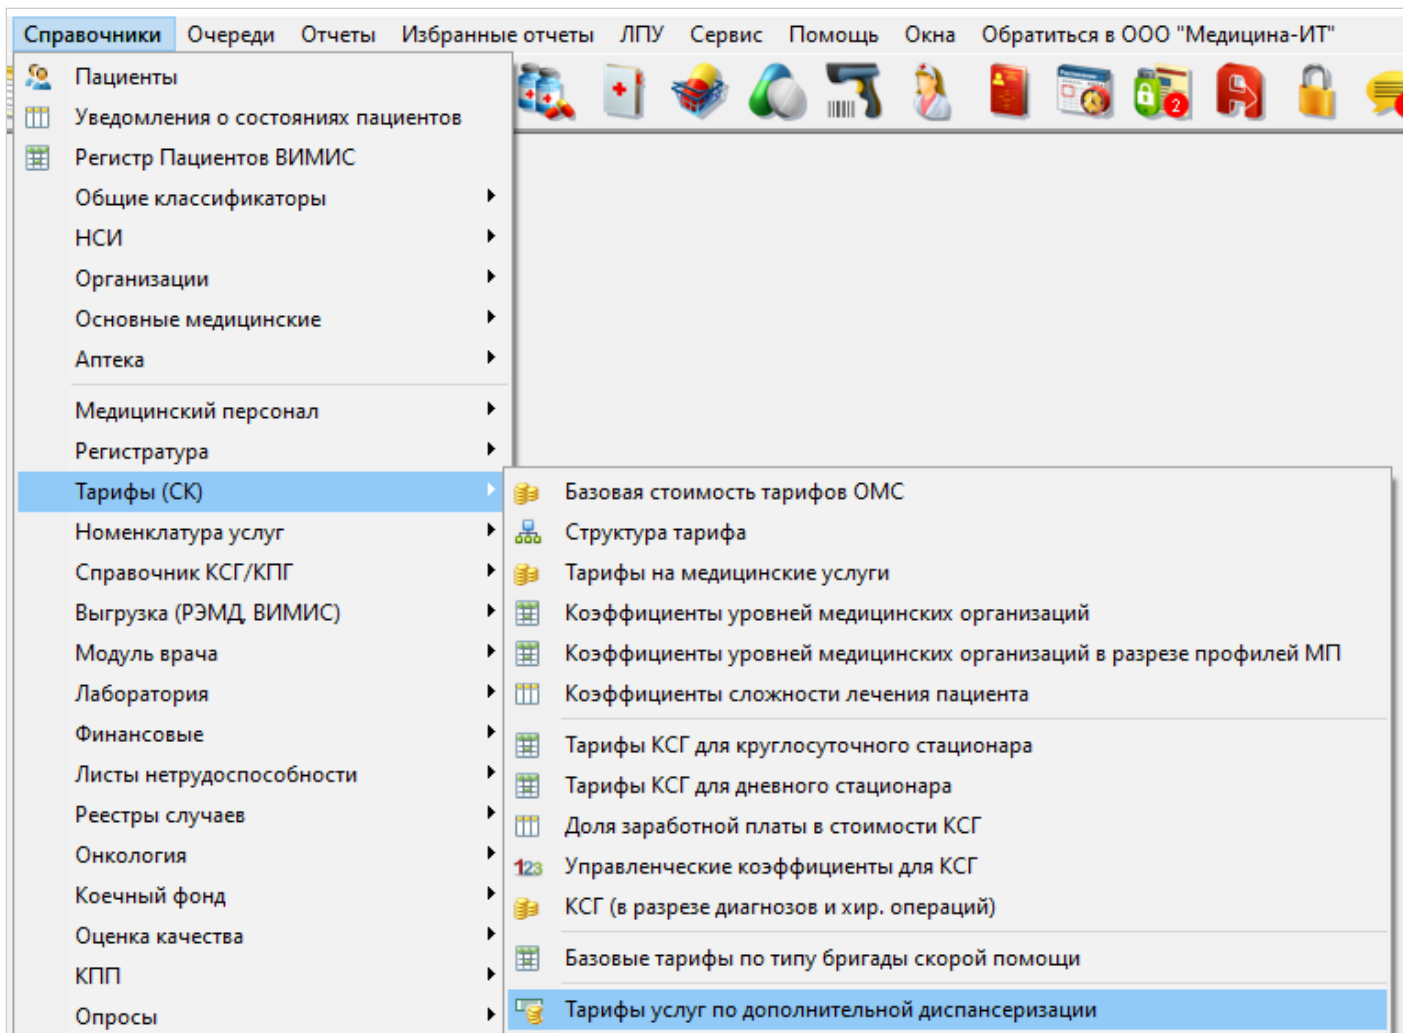 Справочники Очереди Отчеты Избранные отчеты ЛПУ Сервис Помощь Окна Обратиться в ООО "Медицина-ИТ"
Пациенты
Уведомления о состояниях пациентов
Регистр Пациентов ВИМИС
Общие классификаторы
НСИ
Организации
Основные медицинские
Аптека
Медицинский персонал
Регистратура
Тарифы (СК)
Номенклатура услуг
Справочник КСГ/КПГ
Выгрузка (РЭМД, ВИМИС)
Модуль врача
Лаборатория
Финансовые
Листы нетрудоспособности
Реестры случаев
Онкология
Коечный фонд
Оценка качества
КПП
Опросы
2
Базовая стоимость тарифов ОМС
Структура тарифа
Тарифы на медицинские услуги
Коэффициенты уровней медицинских организаций
Коэффициенты уровней медицинских организаций в разрезе профилей МП
Коэффициенты сложности лечения пациента
Тарифы КСГ для круглосуточного стационара
Тарифы КСГ для дневного стационара
Доля заработной платы в стоимости КСГ
123 Управленческие коэффициенты для КСГ
КСГ (в разрезе диагнозов и хир. операций)
Базовые тарифы по типу бригады скорой помощи
Тарифы услуг по дополнительной диспансеризации